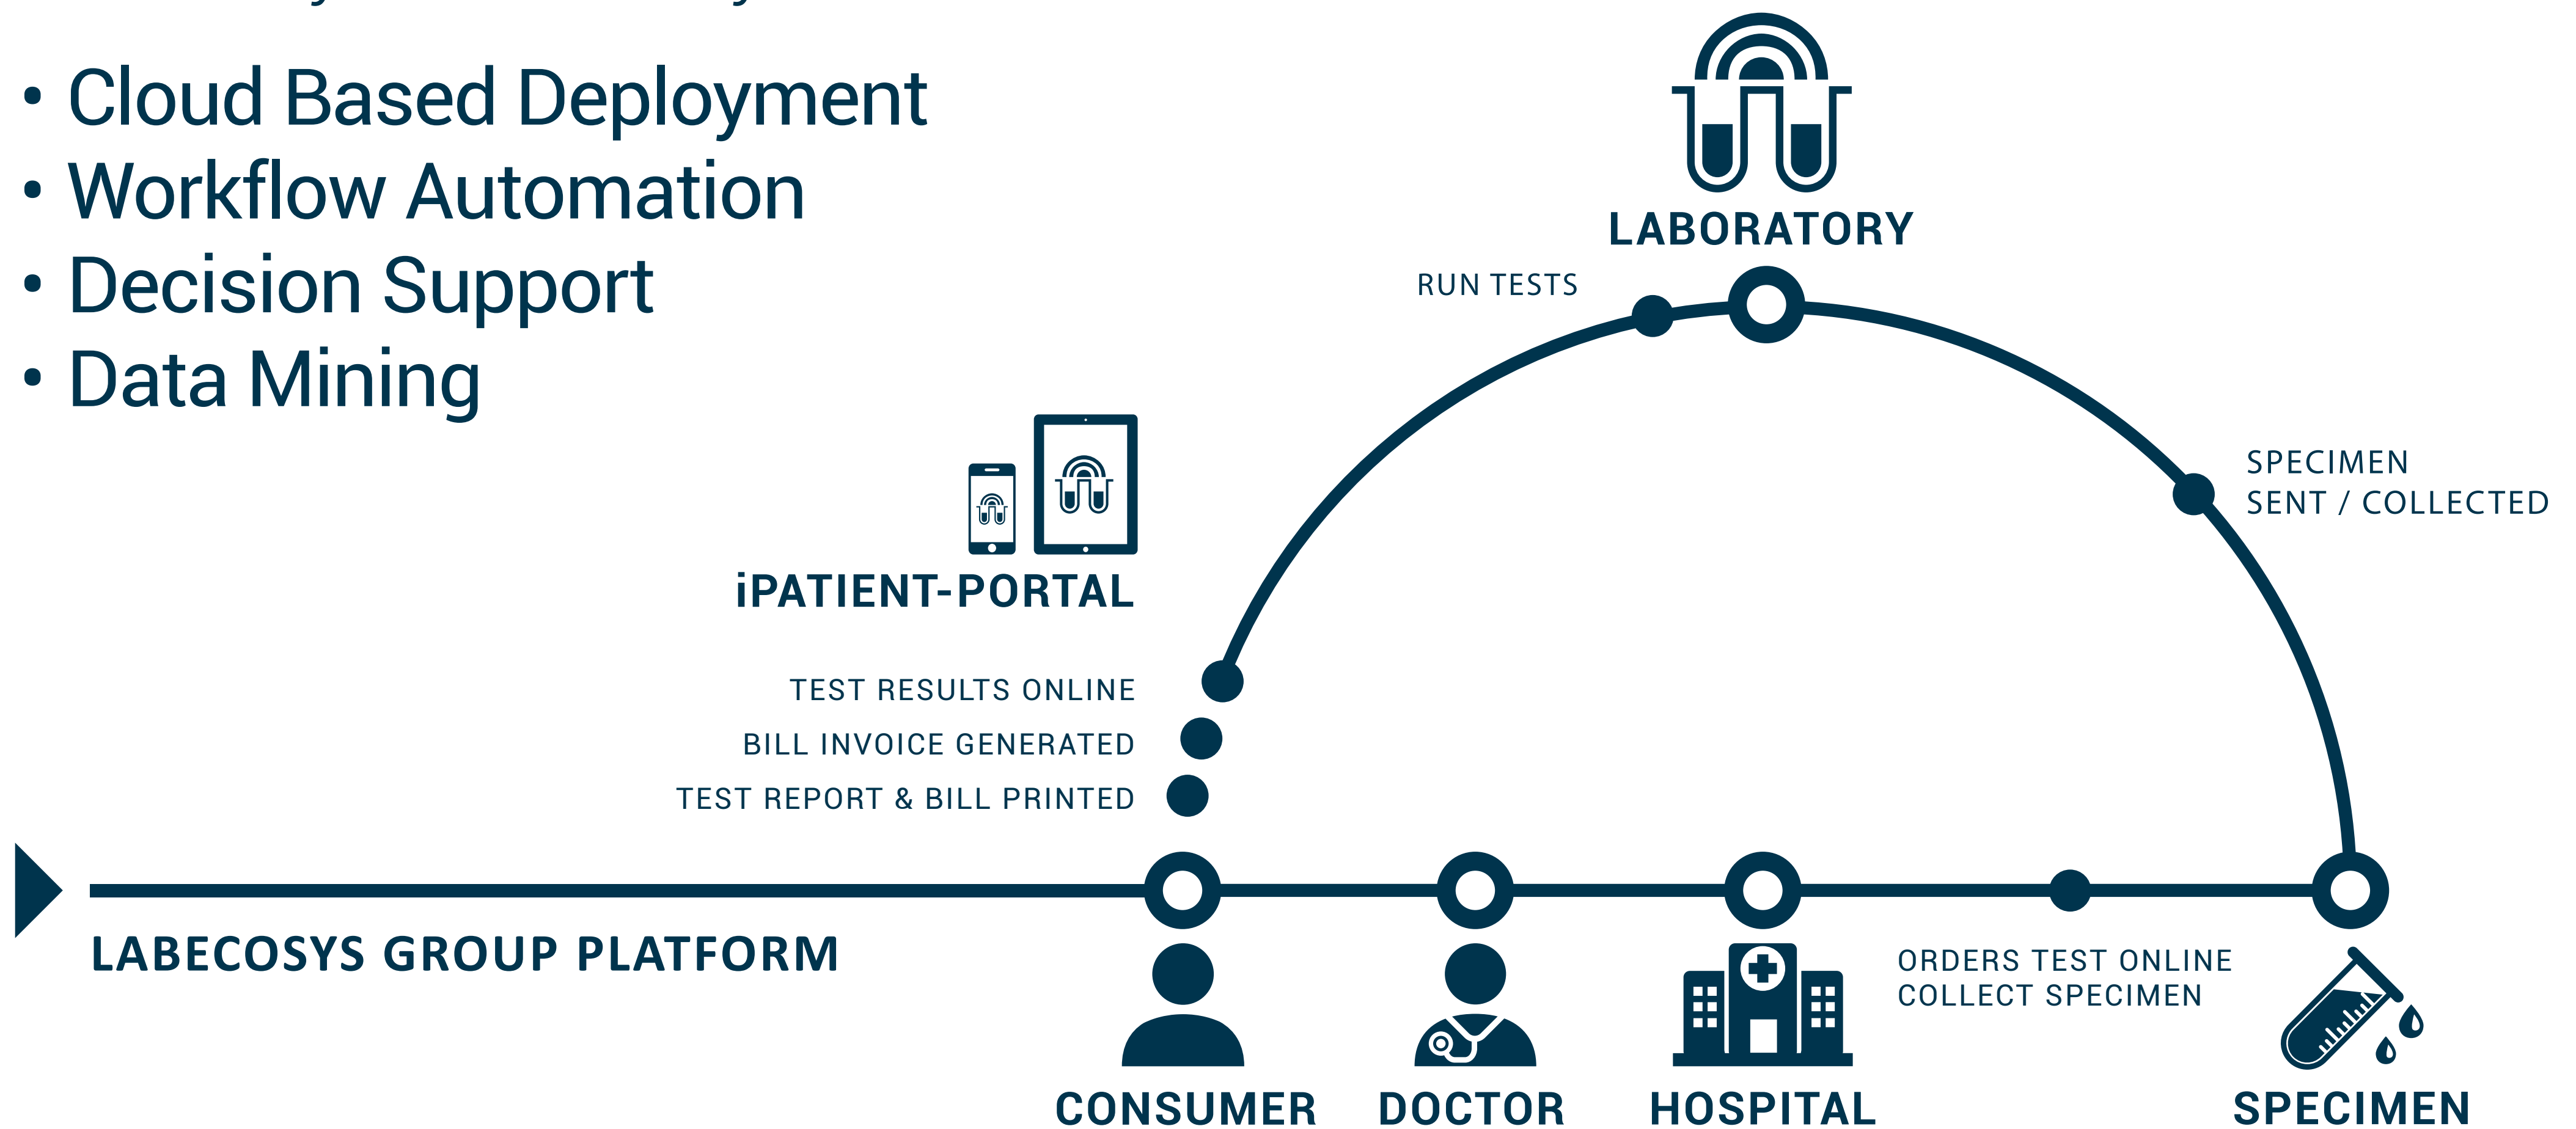 • Cloud Based Deployment
• Workflow Automation
• Decision Support
• Data Mining
LABORATORY
RUN TESTS
SPECIMEN
SENT / COLLECTED
iPATIENT-PORTAL
TEST RESULTS ONLINE
BILL INVOICE GENERATED
TEST REPORT & BILL PRINTED
LABECOSYS GROUP PLATFORM
ORDERS TEST ONLINE
COLLECT SPECIMEN
CONSUMER
DOCTOR
HOSPITAL
SPECIMEN